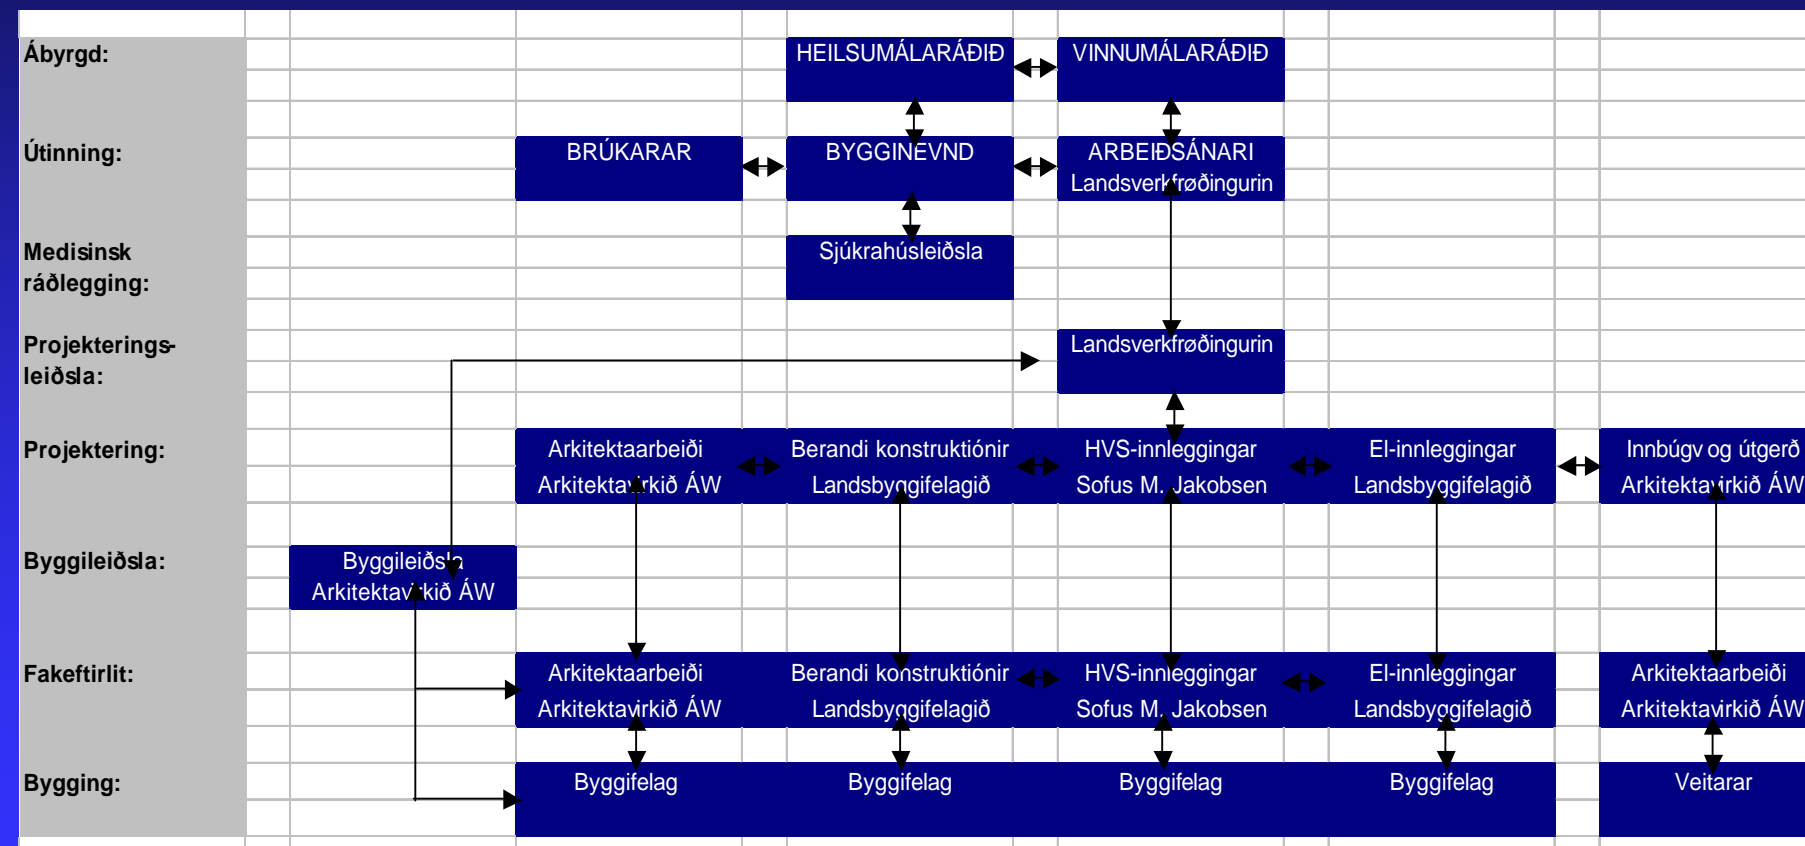 Ábyrgd:
HEILSUMÁLARÁÐIÐ
VINNUMÁLARÁÐIÐ
Útinning:
BRÚKARAR
BYGGINEVND
ARBEIÐSÁNARI
Landsverkfrøðingurin
Medisinsk
ráðlegging:
Sjúkrahúsleiðsla
Projekterings-
leiðsla:
Landsverkfrøðingurin
Projektering:
Arkitektaarbeiði
Arkitektavirkið ÁW
Berandi konstruktiónir
Landsbyggifelagið
HVS-innleggingar
Sofus M. Jakobsen
El-innleggingar
Landsbyggifelagið
Innbúgv og útgerð
Arkitektavirkið ÁW
Byggileiðsla:
Byggileiðsla
Arkitektavirkið ÁW
Fakeftirlit:
Arkitektaarbeiði
Arkitektavirkið ÁW
Berandi konstruktiónir
Landsbyggifelagið
HVS-innleggingar
Sofus M. Jakobsen
El-innleggingar
Landsbyggifelagið
Arkitektaarbeiði
Arkitektavirkið ÁW
Bygging:
Byggifelag
Byggifelag
Byggifelag
Byggifelag
Veitarar